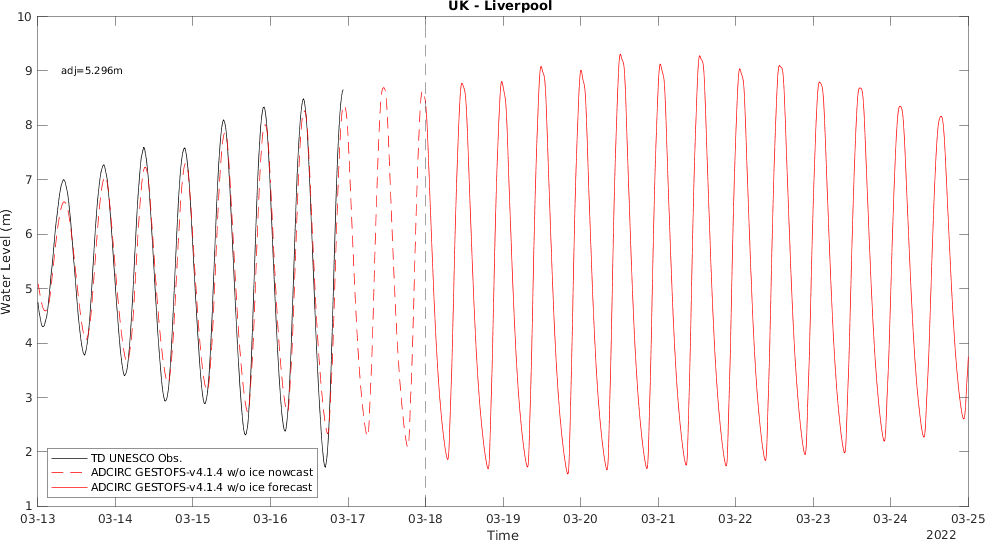 UK - Liverpool
10
9
8
7
6
5
4
3
2
1
Water Level (m)
adj=5.296m
TD UNESCO Obs.
ADCIRC GESTOFS-v4.1.4 w/o ice nowcast
ADCIRC GESTOFS-v4.1.4 w/o ice forecast
03-13 03-14 03-15 03-16 03-17 03-18 03-19 03-20 03-21 03-22 03-23 03-24 03-25
Time
2022